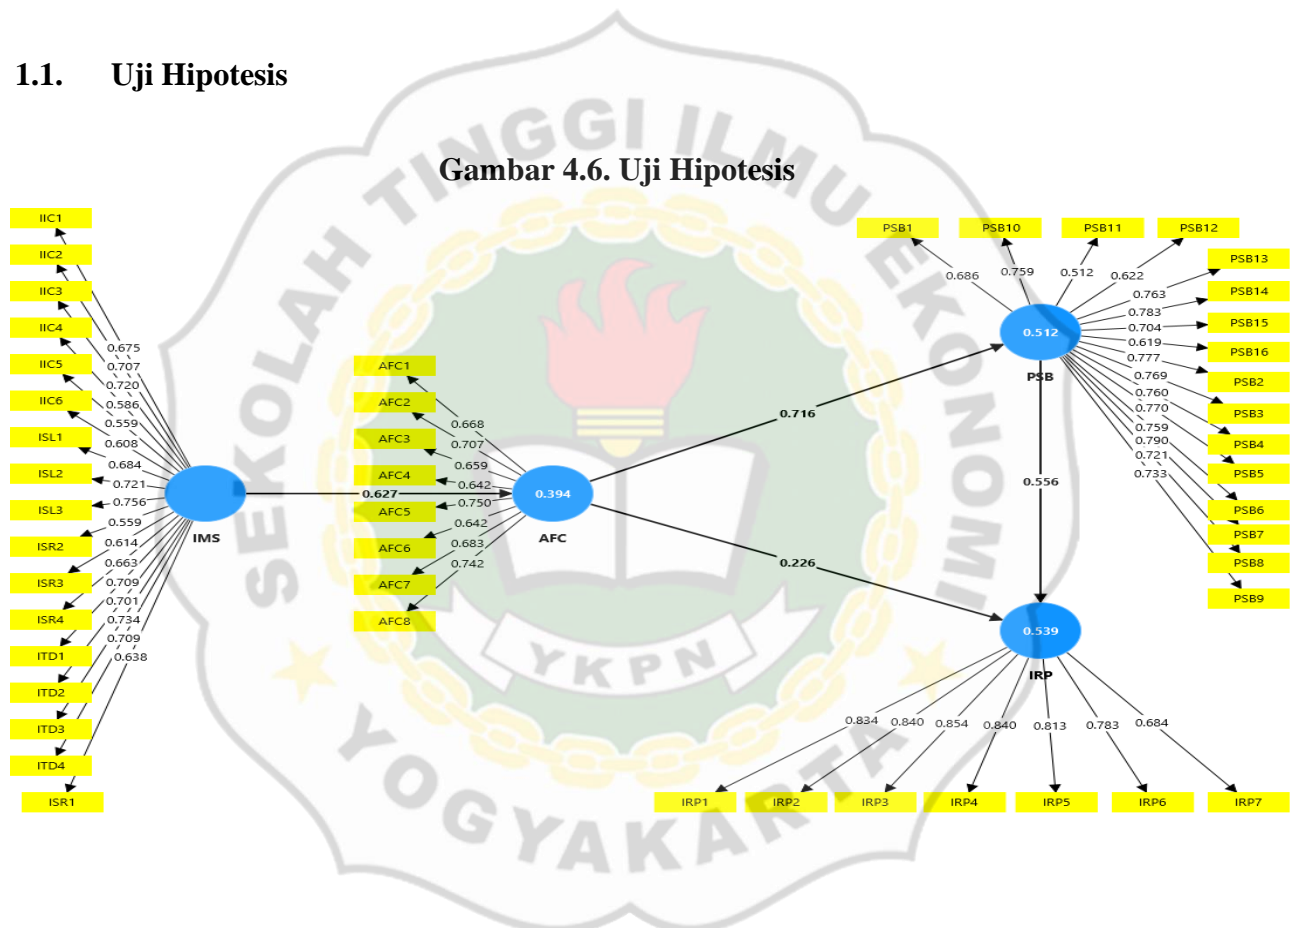 1.1. Uji Hipotesis
Gambar 4.6. Uji Hipotesis
SEKOLAH TINGGI ILMU EKONOMI
YKPN
YOGYAKARTA
IIC1
IIC2
IIC3
IIC4
IIC5
IIC6
ISL1
ISL2
ISL3
ISR2
ISR3
ISR4
ITD1
ITD2
ITD3
ITD4
ISR1
0.675
0.707
0.720
0.586
0.559
0.608
0.684
0.721
0.756
0.559
0.614
0.663
0.709
0.701
0.734
0.709
0.638
IMS
0.627
AFC1
AFC2
AFC3
AFC4
AFC5
AFC6
AFC7
AFC8
0.668
0.707
0.659
0.642
0.750
0.642
0.683
0.742
0.394
AFC
0.716
0.226
PSB1
PSB10
PSB11
PSB12
PSB13
PSB14
PSB15
PSB16
PSB2
PSB3
PSB4
PSB5
PSB6
PSB7
PSB8
PSB9
0.686
0.759
0.512
0.622
0.763
0.783
0.704
0.619
0.777
0.769
0.760
0.770
0.759
0.790
0.721
0.733
0.512
PSB
0.556
0.539
IRP
0.834
0.840
0.854
0.840
0.813
0.783
0.684
IRP1
IRP2
IRP3
IRP4
IRP5
IRP6
IRP7